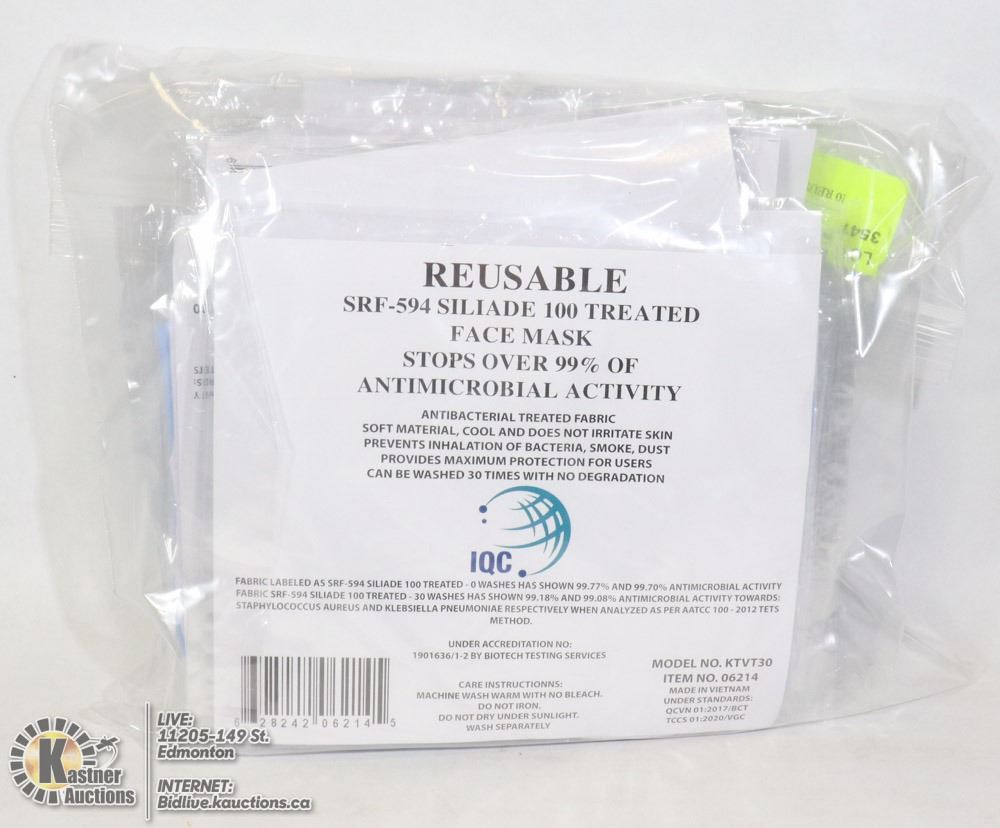 REUSABLE
SRF-594 SILIADE 100 TREATED
FACE MASK
STOPS OVER 99% OF
ANTIMICROBIAL ACTIVITY
ANTIBACTERIAL TREATED FABRIC
SOFT MATERIAL, COOL AND DOES NOT IRRITATE SKIN
PREVENTS INHALATION OF BACTERIA, SMOKE, DUST
PROVIDES MAXIMUM PROTECTION FOR USERS
CAN BE WASHED 30 TIMES WITH NO DEGRADATION
IQC
FABRIC LABELED AS SRF-594 SILIADE 100 TREATED - 0 WASHES HAS SHOWN 99.77% AND 99.70% ANTIMICROBIAL ACTIVITY
FABRIC SRF-594 SILIADE 100 TREATED - 30 WASHES HAS SHOWN 99.18% AND 99.08% ANTIMICROBIAL ACTIVITY TOWARDS:
STAPHYLOCOCCUS AUREUS AND KLEBSIELLA PNEUMONIAE RESPECTIVELY WHEN ANALYZED AS PER AATCC 100 - 2012 TETS
METHOD.
UNDER ACCREDITATION NO:
1901636/1-2 BY BIOTECH TESTING SERVICES
CARE INSTRUCTIONNS:
MACHINE WASH WARM WITH NO BLEACH.
DO NOT IRON.
DO NOT DRY UNDER SUNLIGHT.
WASH SEPARATELY
6 28242 06214 5
MODEL NO. KTVT30
ITEM NO. 06214
MADE IN VIETNAM
UNDER STANDARDS:
QCVN 01:2017/BCT
TCCS 01:2020/VGC
3541
Kastner
Auctions
LIVE:
11205-149 St.
Edmonton
INTERNET:
Bidlive.kauctions.ca